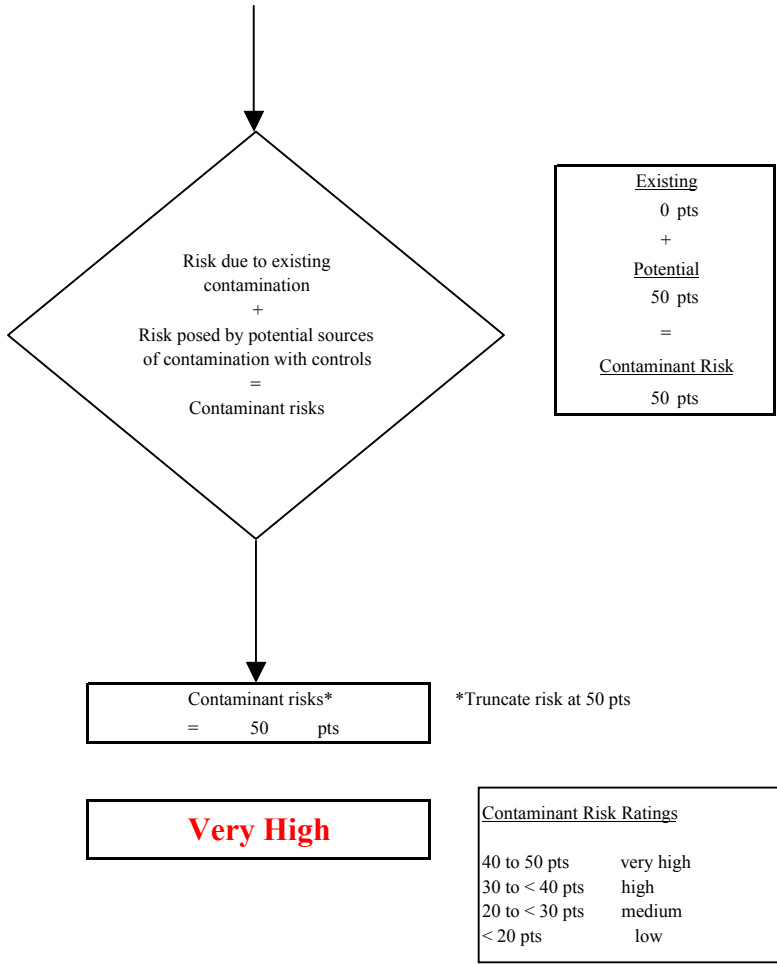 Risk due to existing
contamination
+
Risk posed by potential sources
of contamination with controls
=
Contaminant risks
Existing
0 pts
+
Potential
50 pts
=
Contaminant Risk
50 pts
Contaminant risks*
= 50 pts
*Truncate risk at 50 pts
Very High
Contaminant Risk Ratings
40 to 50 pts very high
30 to < 40 pts high
20 to < 30 pts medium
< 20 pts low